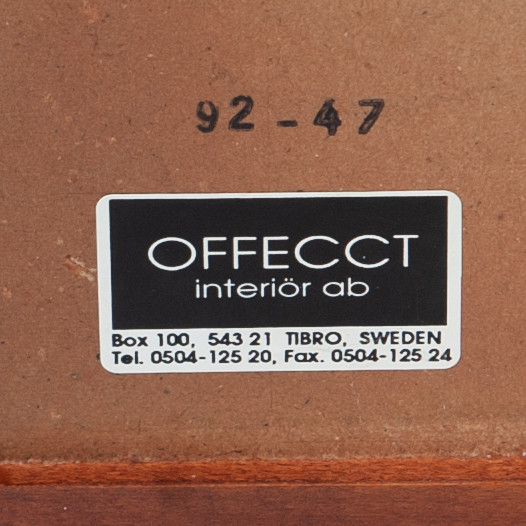 92-47
OFFECCT
interiör ab
Box 100, 543 21 TIBRO, SWEDEN
Tel. 0504-125 20, Fax. 0504-125 24